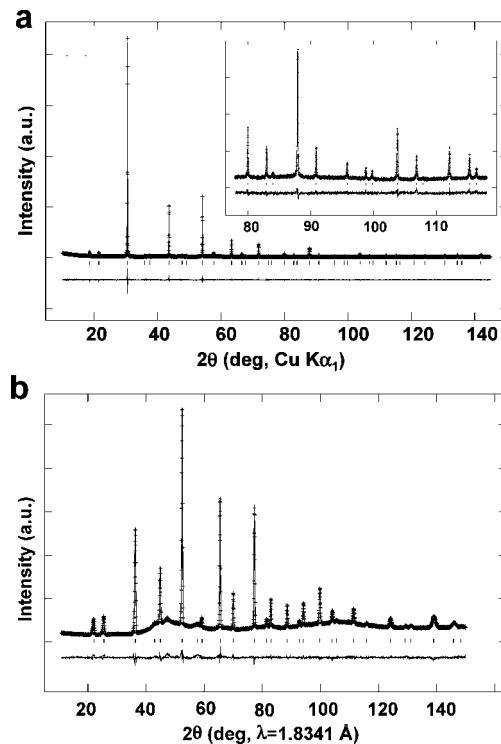 a
Intensity (a.u.)
80 90 100 110
20 40 60 80 100 120 140
2θ (deg, Cu Kα₁)
b
Intensity (a.u.)
20 40 60 80 100 120 140
2θ (deg, λ=1.8341 Å)